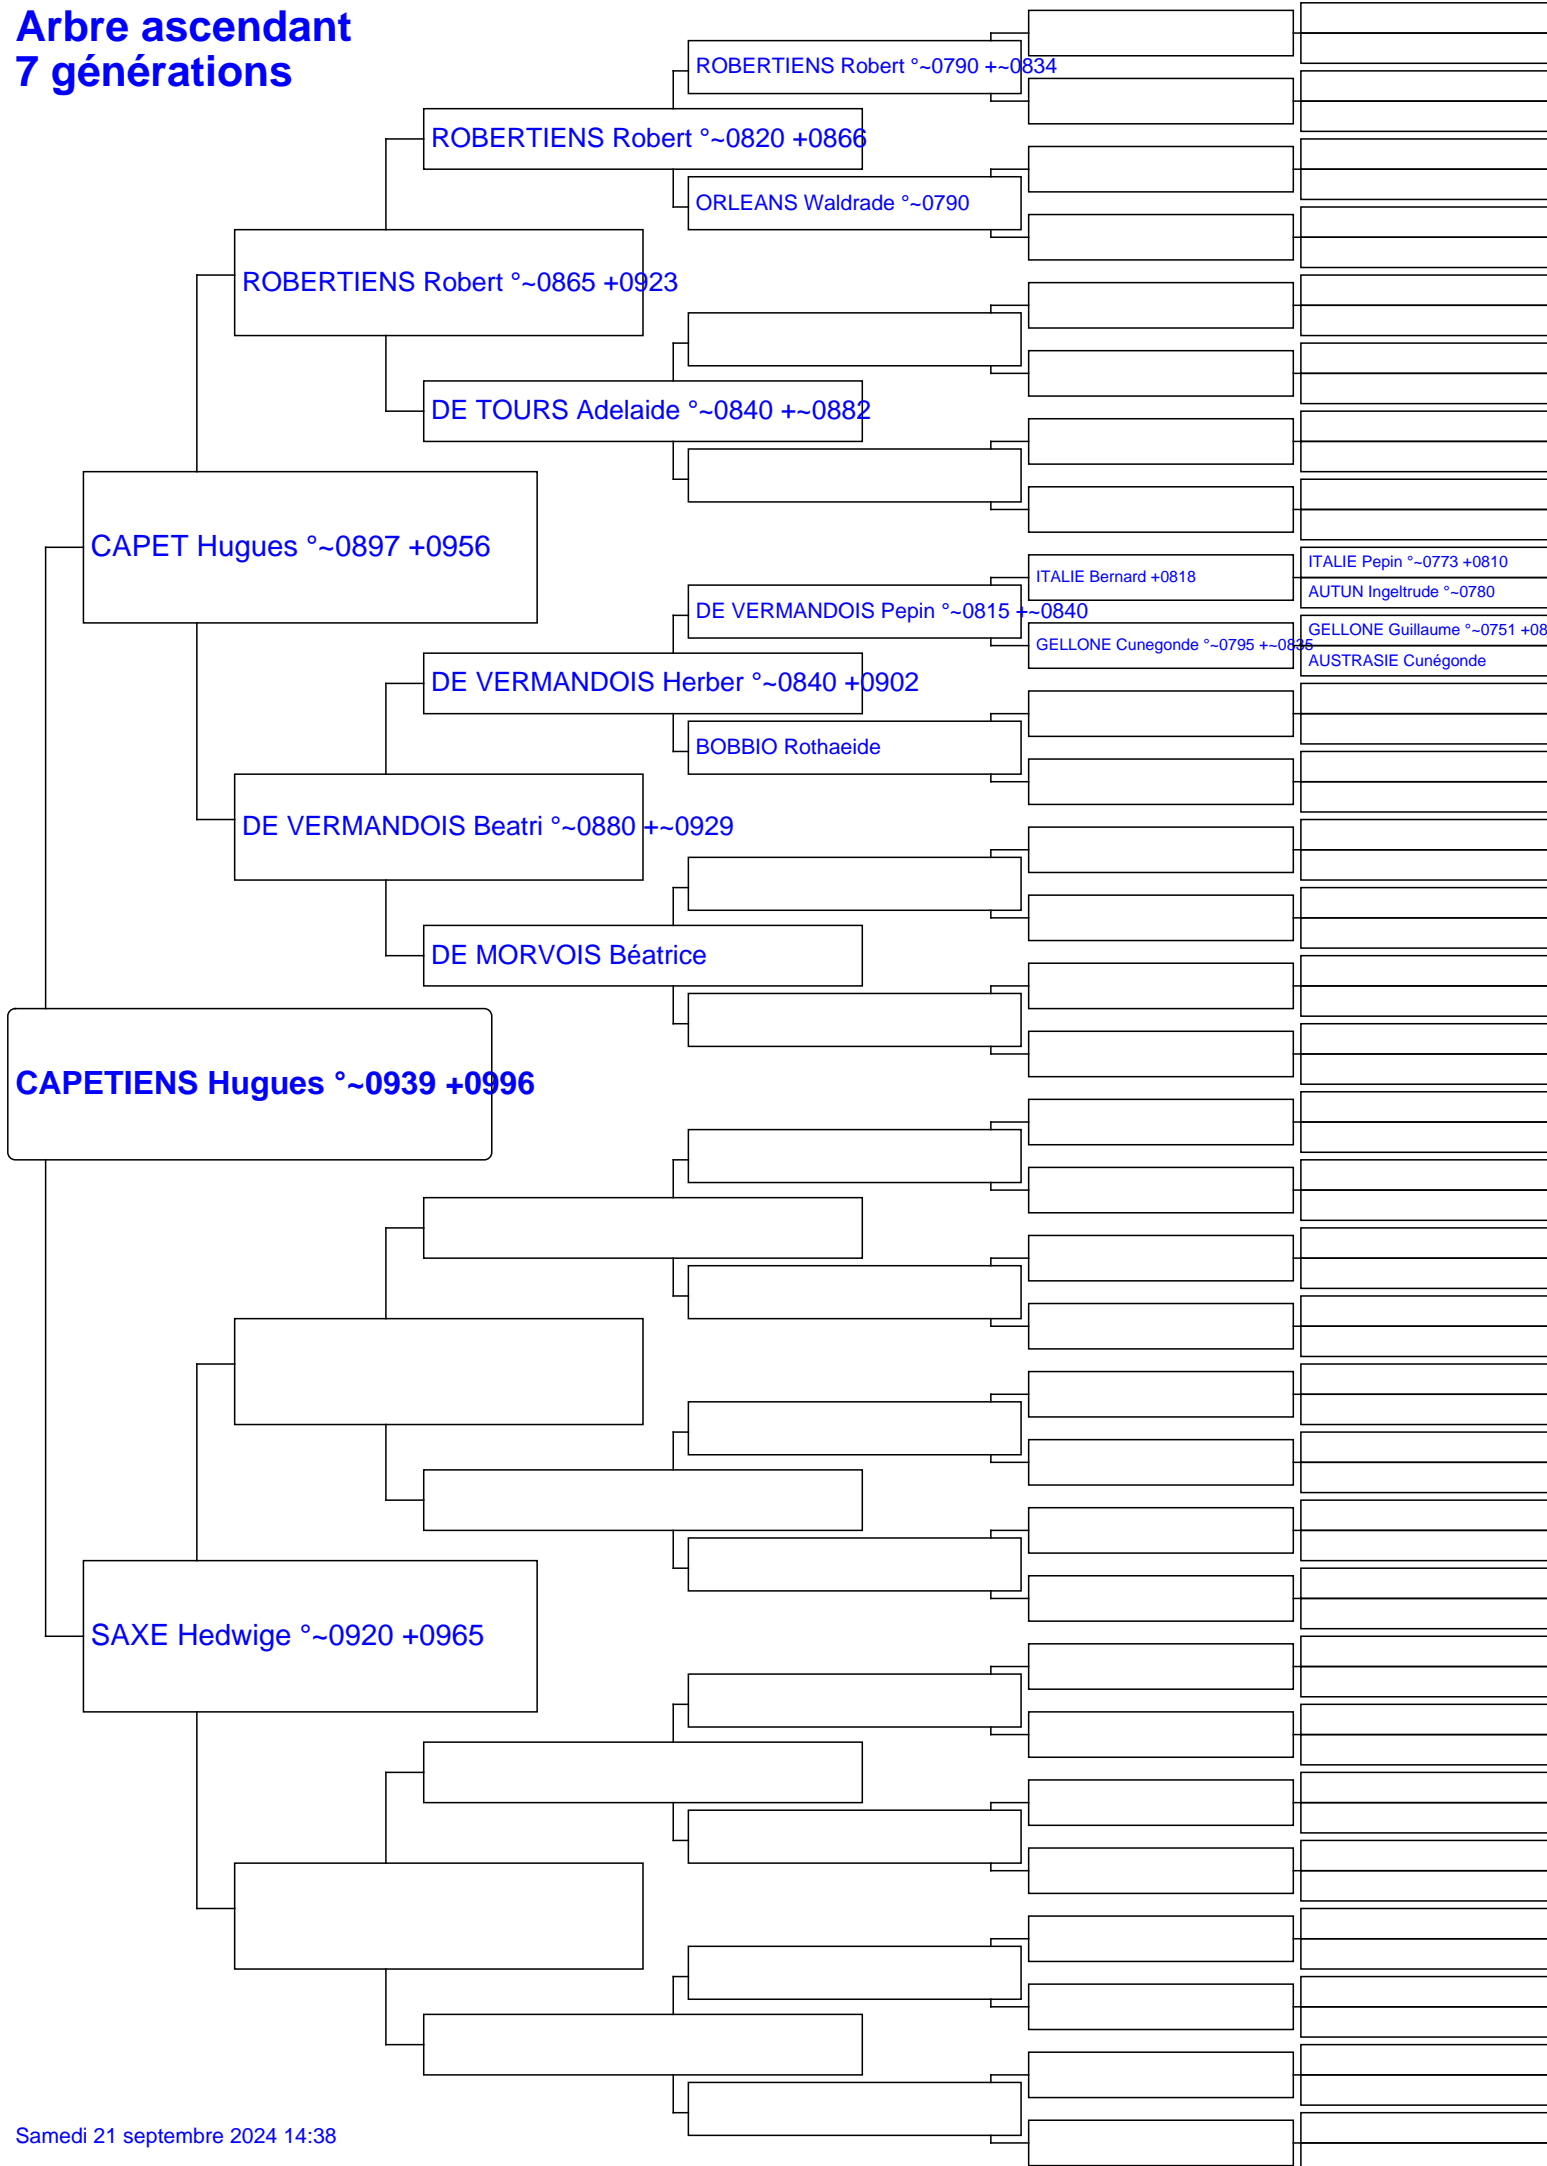 Arbre ascendant
7 générations
ROBERTIENS Robert °~0790 +~0834
ROBERTIENS Robert °~0820 +0866
ORLEANS Waldrade °~0790
ROBERTIENS Robert °~0865 +0923
DE TOURS Adelaide °~0840 +~0882
CAPET Hugues °~0897 +0956
ITALIE Pepin °~0773 +0810
ITALIE Bernard +0818
AUTUN Ingeltrude °~0780
DE VERMANDOIS Pepin °~0815 +~0840
GELLONE Guillaume °~0751 +08
GELLONE Cunegonde °~0795 +~0835
AUSTRASIE Cunégonde
DE VERMANDOIS Herber °~0840 +0902
BOBBIO Rothaeide
DE VERMANDOIS Beatri °~0880 +~0929
DE MORVOIS Béatrice
CAPETIENS Hugues °~0939 +0996
SAXE Hedwige °~0920 +0965
Samedi 21 septembre 2024 14:38